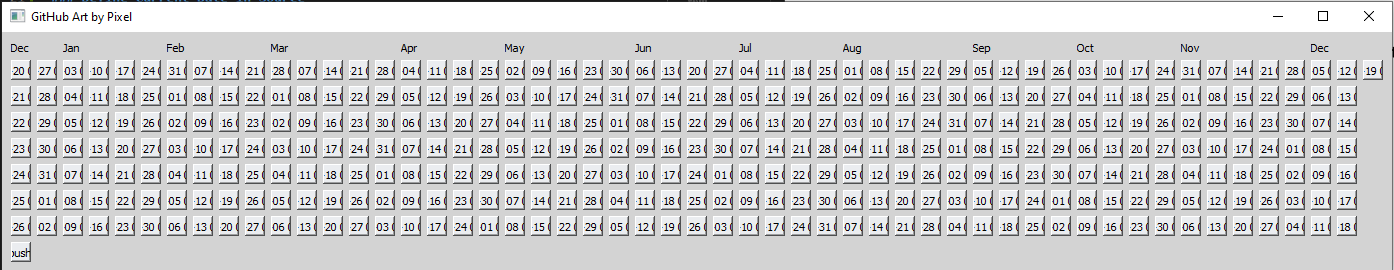 GitHub Art by Pixel
Dec Jan Feb Mar Apr May Jun Jul Aug Sep Oct Nov Dec
20 27 03 10 17 24 31 07 14 21 28 07 14 21 28 04 11 18 25 02 09 16 23 30 06 13 20 27 04 11 18 25 01 08 15 22 29 05 12 19 26 03 10 17 24 31 07 14 21 28 05 12 19
21 28 04 11 18 25 01 08 15 22 01 08 15 22 29 05 12 19 26 03 10 17 24 31 07 14 21 28 05 12 19 26 02 09 16 23 30 06 13 20 27 04 11 18 25 01 08 15 22 29 06 13
22 29 05 12 19 26 02 09 16 23 02 09 16 23 30 06 13 20 27 04 11 18 25 01 08 15 22 29 06 13 20 27 03 10 17 24 31 07 14 21 28 05 12 19 26 02 09 16 23 30 07 14
23 30 06 13 20 27 03 10 17 24 03 10 17 24 31 07 14 21 28 05 12 19 26 02 09 16 23 30 07 14 21 28 04 11 18 25 01 08 15 22 29 06 13 20 27 03 10 17 24 01 08 15
24 31 07 14 21 28 04 11 18 25 04 11 18 25 01 08 15 22 29 06 13 20 27 03 10 17 24 01 08 15 22 29 05 12 19 26 02 09 16 23 30 07 14 21 28 04 11 18 25 02 09 16
25 01 08 15 22 29 05 12 19 26 05 12 19 26 02 09 16 23 30 07 14 21 28 04 11 18 25 02 09 16 23 30 06 13 20 27 03 10 17 24 01 08 15 22 29 05 12 19 26 03 10 17
26 02 09 16 23 30 06 13 20 27 06 13 20 27 03 10 17 24 01 08 15 22 29 05 12 19 26 03 10 17 24 31 07 14 21 28 04 11 18 25 02 09 16 23 30 06 13 20 27 04 11 18
push